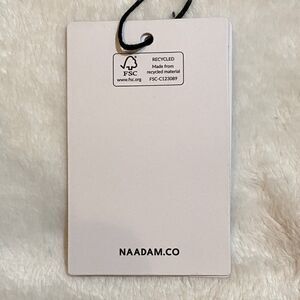 FSC
www.fsc.org
RECYCLED
Made from
recycled material
FSC-C123089
NAADAM.CO